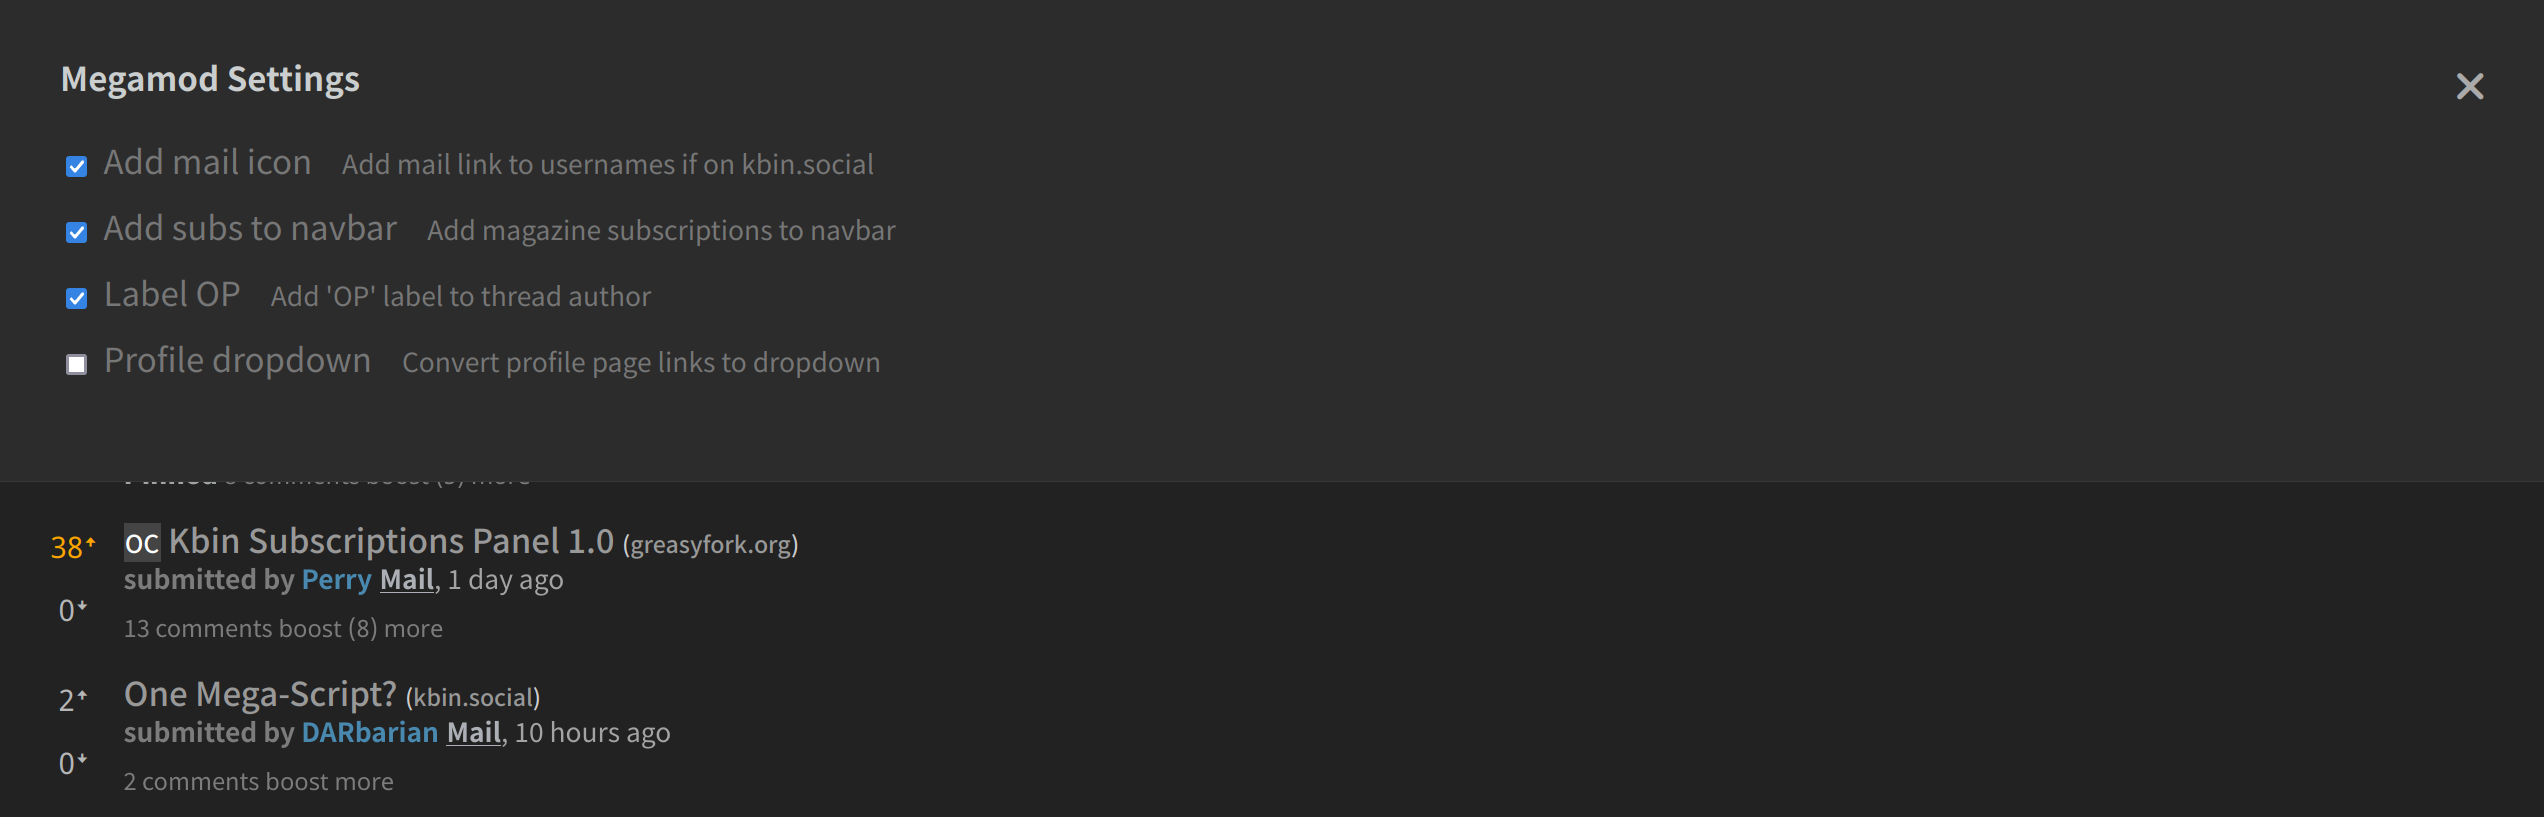 Megamod Settings
Add mail icon Add mail link to usernames if on kbin.social
Add subs to navbar Add magazine subscriptions to navbar
Label OP Add 'OP' label to thread author
Profile dropdown Convert profile page links to dropdown
38 OC Kbin Subscriptions Panel 1.0 (greasyfork.org)
submitted by Perry Mail, 1 day ago
0
13 comments boost (8) more
2 One Mega-Script? (kbin.social)
submitted by DARbarian Mail, 10 hours ago
0
2 comments boost more